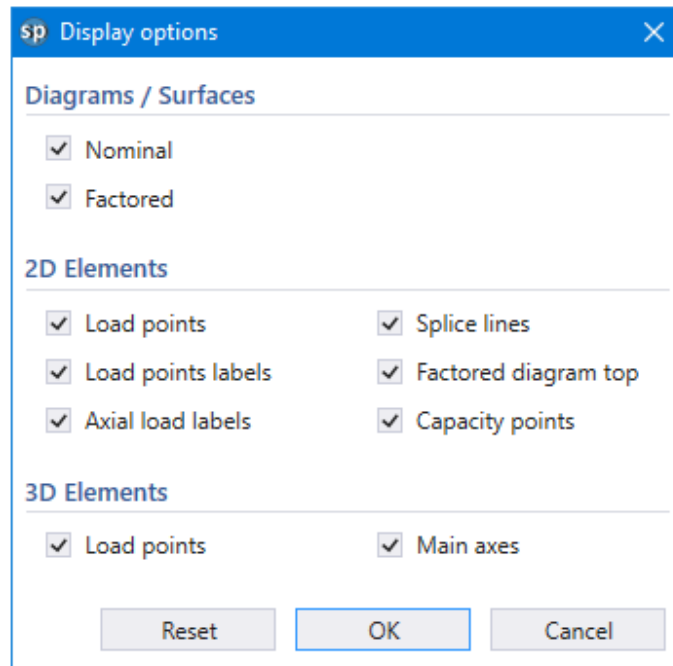 sp Display options
Diagrams / Surfaces
Nominal
Factored
2D Elements
Load points
Splice lines
Load points labels
Factored diagram top
Axial load labels
Capacity points
3D Elements
Load points
Main axes
Reset
OK
Cancel